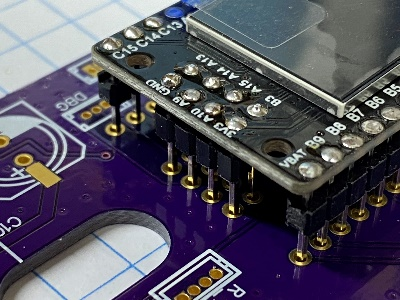 C15 C14 C13
A15 A14 A13
GND
A9
A10
3V3
B3
VBAT B9 B8 B7 B6 B5
DBG
C10
R